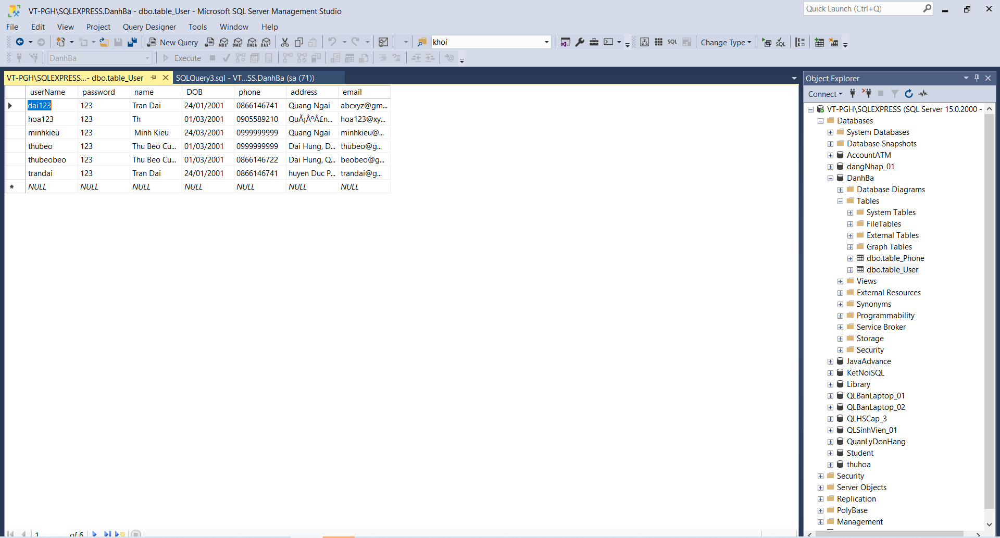 VT-PGH\SQLEXPRESS.DanhBa - dbo.table_User - Microsoft SQL Server Management Studio
Quick Launch (Ctrl+Q)
File Edit View Project Query Designer Tools Window Help
New Query MDX DMX XMLA DAX khoi SQL Change Type SQL
DanhBa Execute
VT-PGH\SQLEXPRESS...- dbo.table_User SQLQuery3.sql - VT...SS.DanhBa (sa (71))
userName password name DOB phone address email
dai123 123 Tran Dai 24/01/2001 0866146741 Quang Ngai abcxyz@gm...
hoa123 123 Th 01/03/2001 0905589210 QuÃ¡ÂºÂ£n... hoa123@xy...
minhkieu 123 Minh Kieu 24/03/2001 0999999999 Quang Ngai minhkieu@...
thubeo 123 Thu Beo Cu... 01/03/2001 0999999999 Dai Hung, D... thubeo@g...
thubeobeo 123 Thu Beo Cu... 01/03/2001 0866146722 Dai Hung, Q... beobeo@g...
trandai 123 Tran Dai 24/01/2001 0866146741 huyen Duc P... trandai@g...
NULL NULL NULL NULL NULL NULL NULL
1 of 6
Object Explorer
Connect
VT-PGH\SQLEXPRESS (SQL Server 15.0.2000 -
Databases
System Databases
Database Snapshots
AccountATM
dangNhap_01
DanhBa
Database Diagrams
Tables
System Tables
FileTables
External Tables
Graph Tables
dbo.table_Phone
dbo.table_User
Views
External Resources
Synonyms
Programmability
Service Broker
Storage
Security
JavaAdvance
KetNoiSQL
Library
QLBanLaptop_01
QLBanLaptop_02
QLHSCap_3
QLSinhVien_01
QuanLyDonHang
Student
thuhoa
Security
Server Objects
Replication
PolyBase
Management